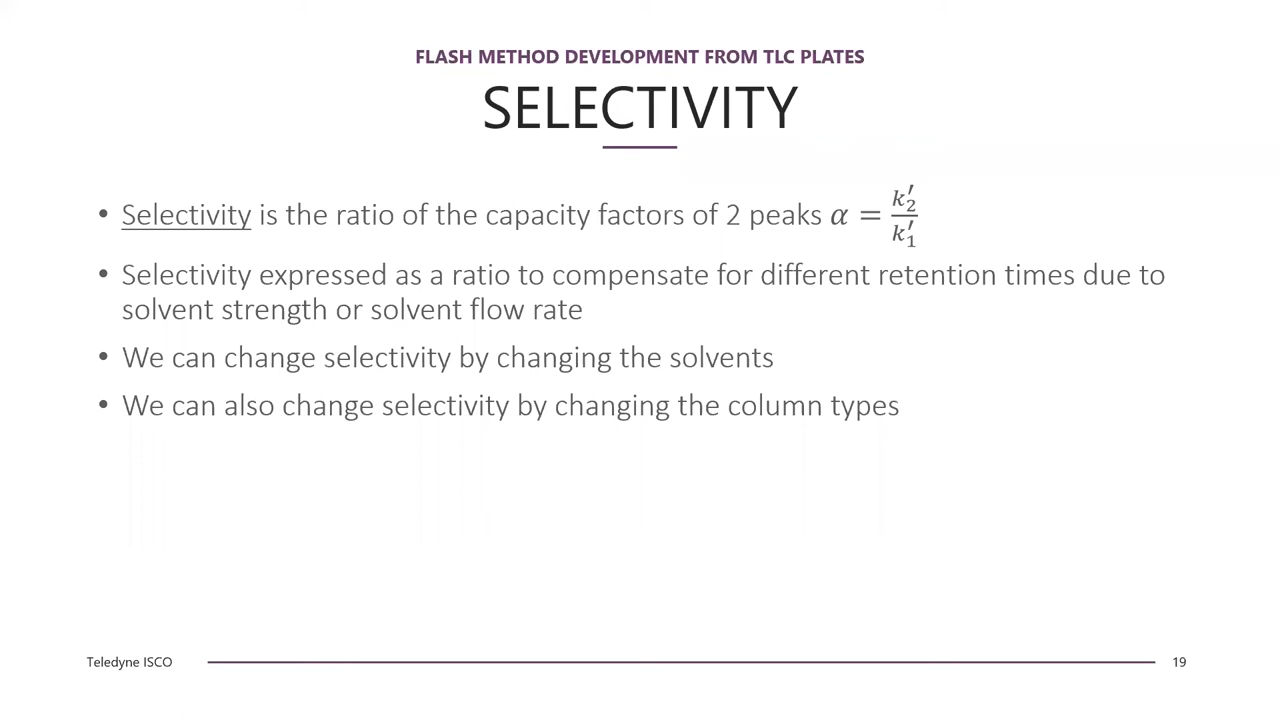 FLASH METHOD DEVELOPMENT FROM TLC PLATES
SELECTIVITY
• Selectivity is the ratio of the capacity factors of 2 peaks α = k′₂/k′₁
• Selectivity expressed as a ratio to compensate for different retention times due to
solvent strength or solvent flow rate
• We can change selectivity by changing the solvents
• We can also change selectivity by changing the column types
Teledyne ISCO 19